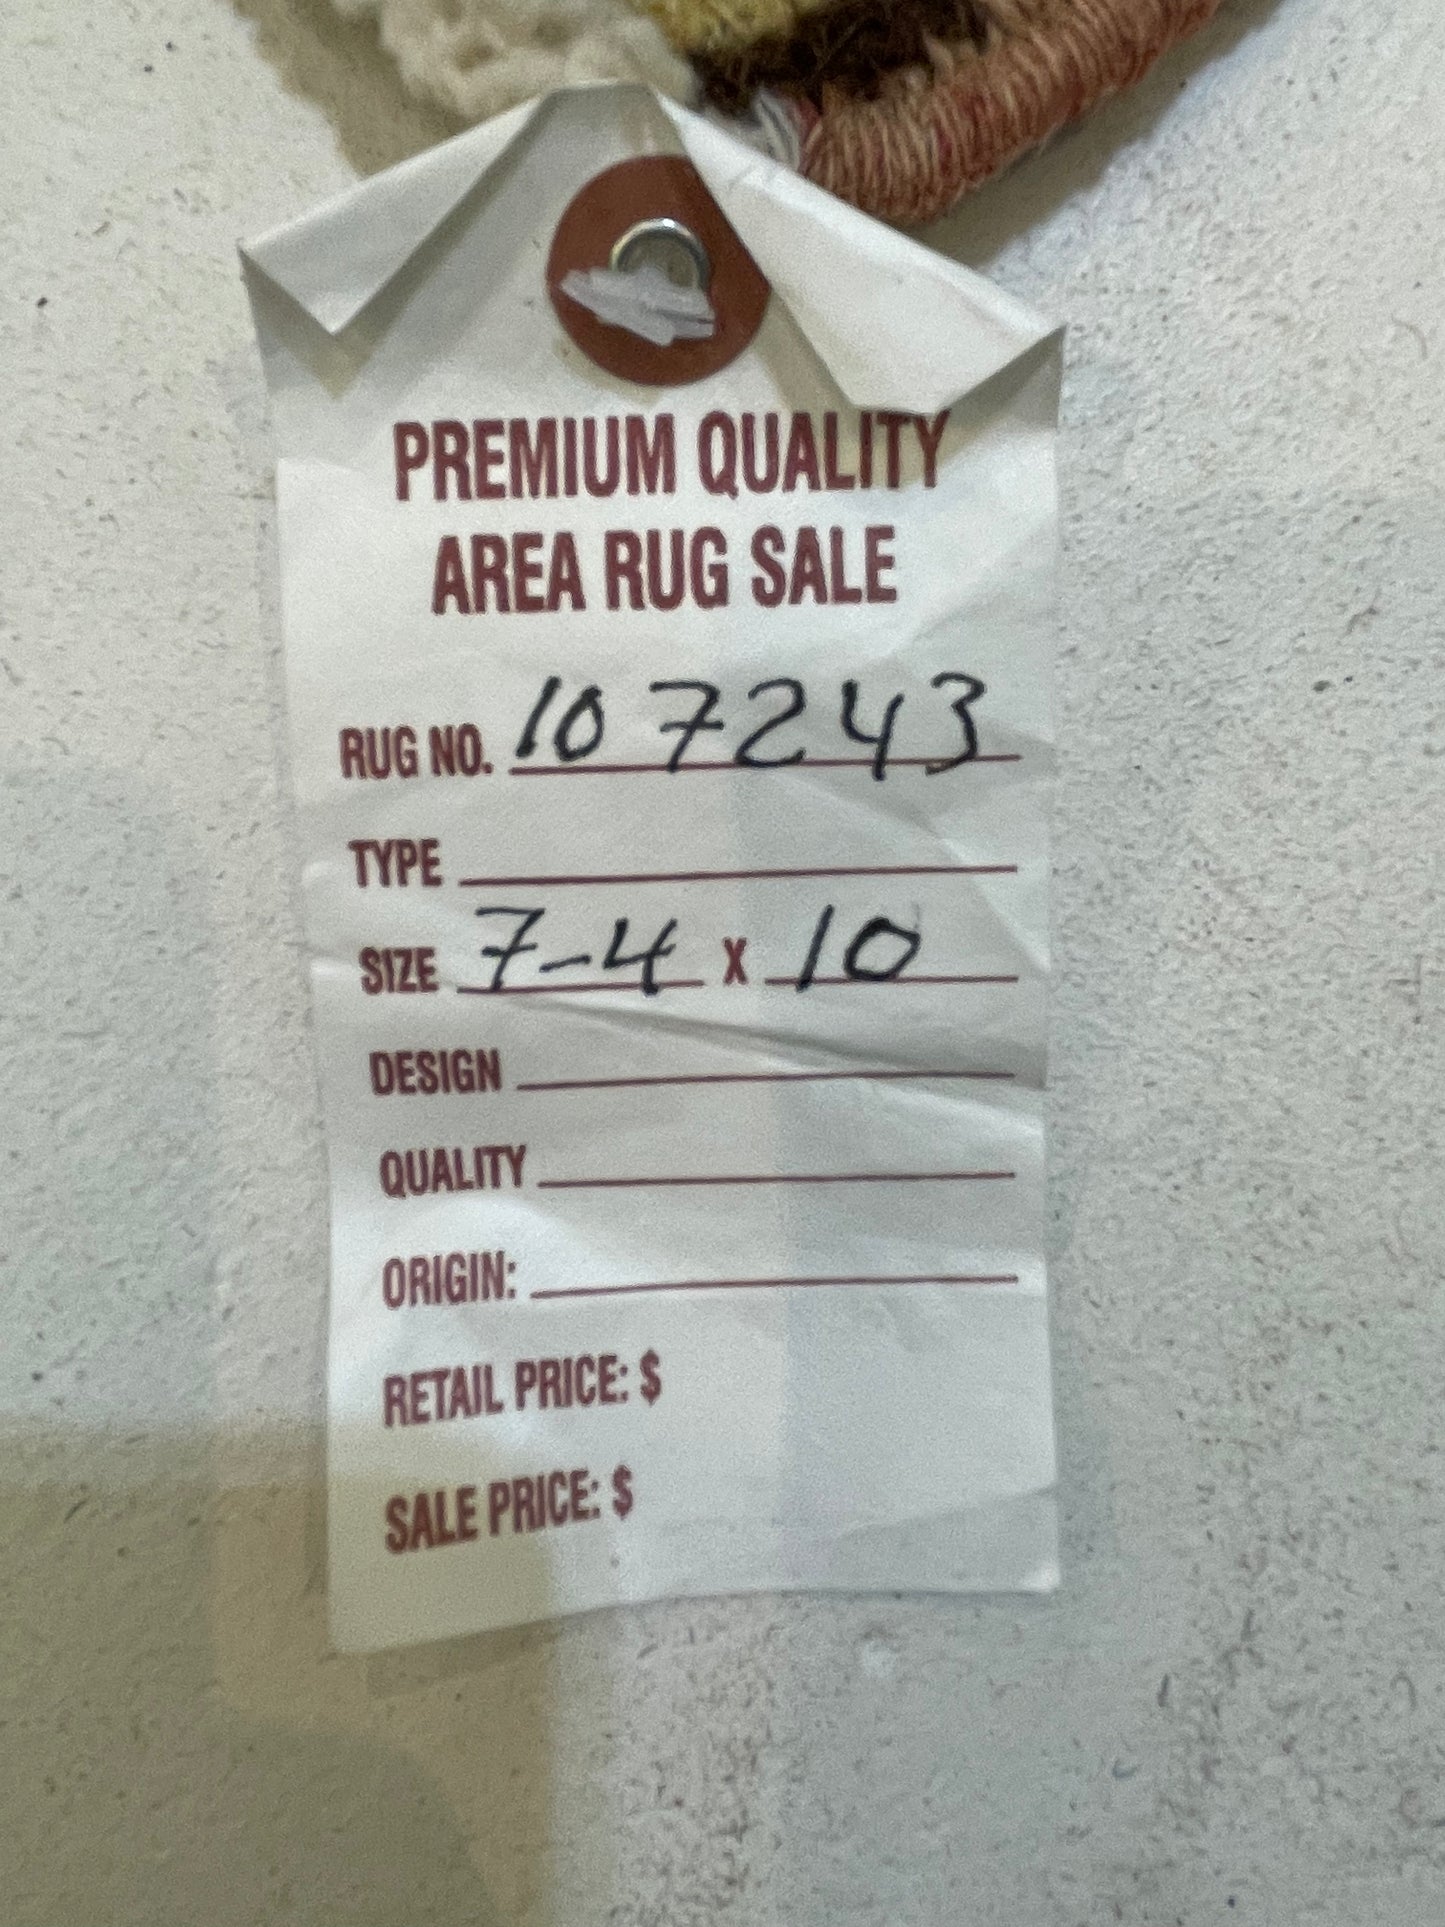 PREMIUM QUALITY
AREA RUG SALE
RUG NO. 107243
TYPE
SIZE 7-4 x 10
DESIGN
QUALITY
ORIGIN:
RETAIL PRICE: $
SALE PRICE: $